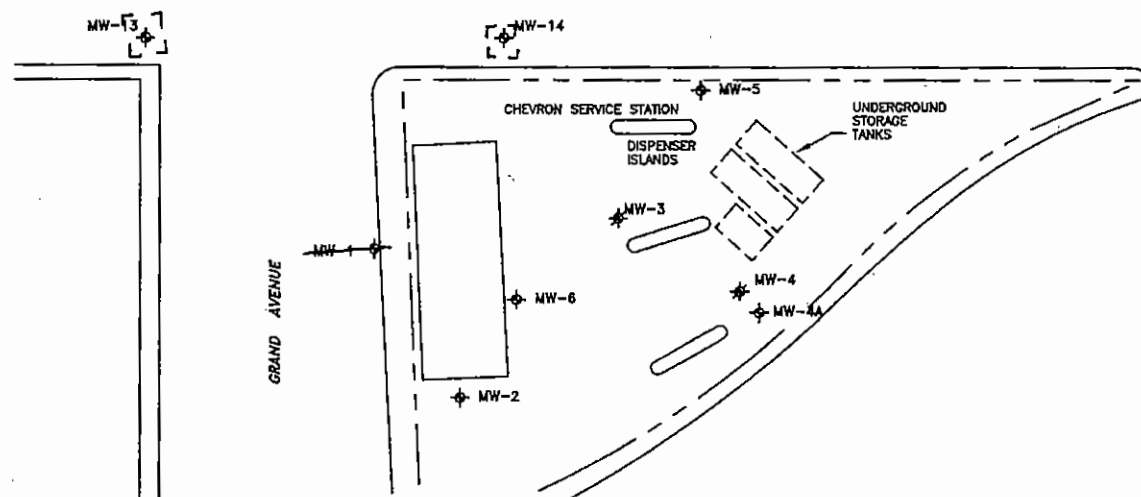 MW-13
MW-14
MW-5
CHEVRON SERVICE STATION
UNDERGROUND
STORAGE
TANKS
DISPENSER
ISLANDS
MW-3
MW-1
GRAND AVENUE
MW-4
MW-6
MW-4A
MW-2